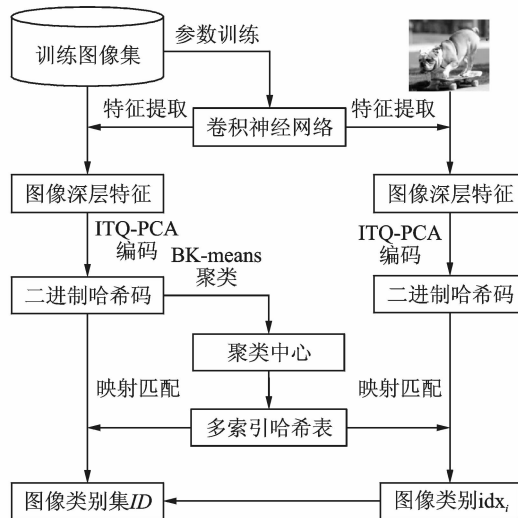 训练图像集
参数训练
特征提取
卷积神经网络
特征提取
图像深层特征
图像深层特征
ITQ-PCA
编码
BK-means
聚类
ITQ-PCA
编码
二进制哈希码
二进制哈希码
聚类中心
映射匹配
映射匹配
多索引哈希表
图像类别集ID
图像类别idxᵢ